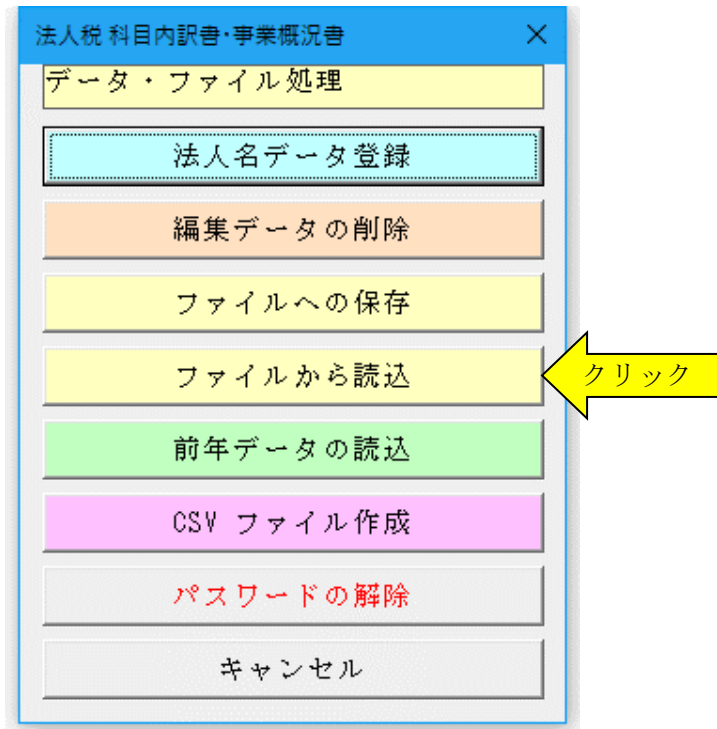 法人税 科目内訳書・事業概況書
データ・ファイル処理
法人名データ登録
編集データの削除
ファイルへの保存
ファイルから読込
クリック
前年データの読込
CSV ファイル作成
パスワードの解除
キャンセル